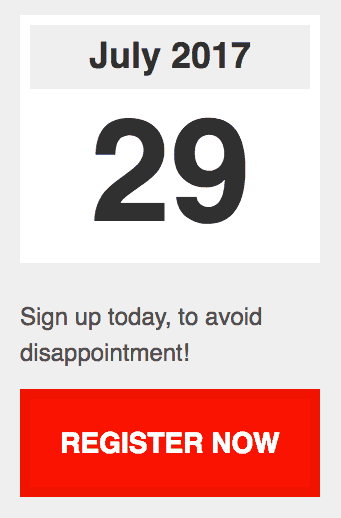 July 2017
29
Sign up today, to avoid
disappointment!
REGISTER NOW